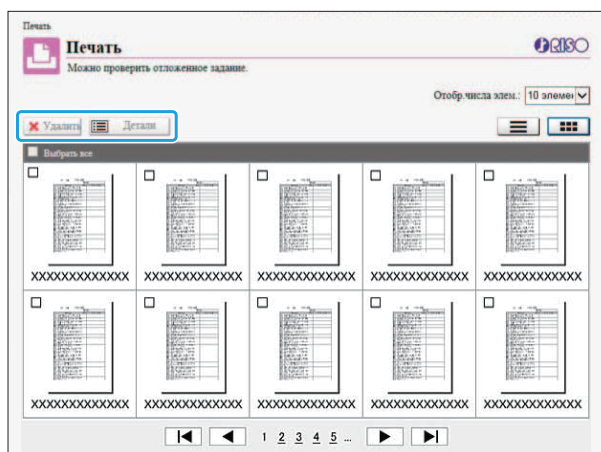 Печать
Печать
RISO
Можно проверить отложенное задание.
Отобр.числа элем.: 10 элемен
Удалить Детали
Выбрать все
XXXXXXXXXXXXX XXXXXXXXXXXXX XXXXXXXXXXXXX XXXXXXXXXXXXX XXXXXXXXXXXXX
XXXXXXXXXXXXX XXXXXXXXXXXXX XXXXXXXXXXXXX XXXXXXXXXXXXX XXXXXXXXXXXXX
1 2 3 4 5 ...